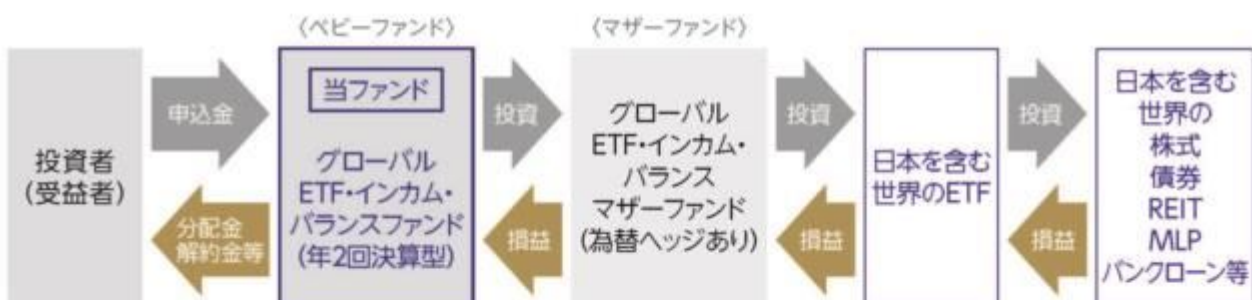 〈ベビーファンド〉
〈マザーファンド〉
投資者
(受益者)
申込金
分配金
解約金等
当ファンド
グローバル
ETF・インカム・
バランスファンド
(年2回決算型)
投資
損益
グローバル
ETF・インカム・
バランス
マザーファンド
(為替ヘッジあり)
投資
損益
日本を含む
世界のETF
投資
損益
日本を含む
世界の
株式
債券
REIT
MLP
バンクローン等